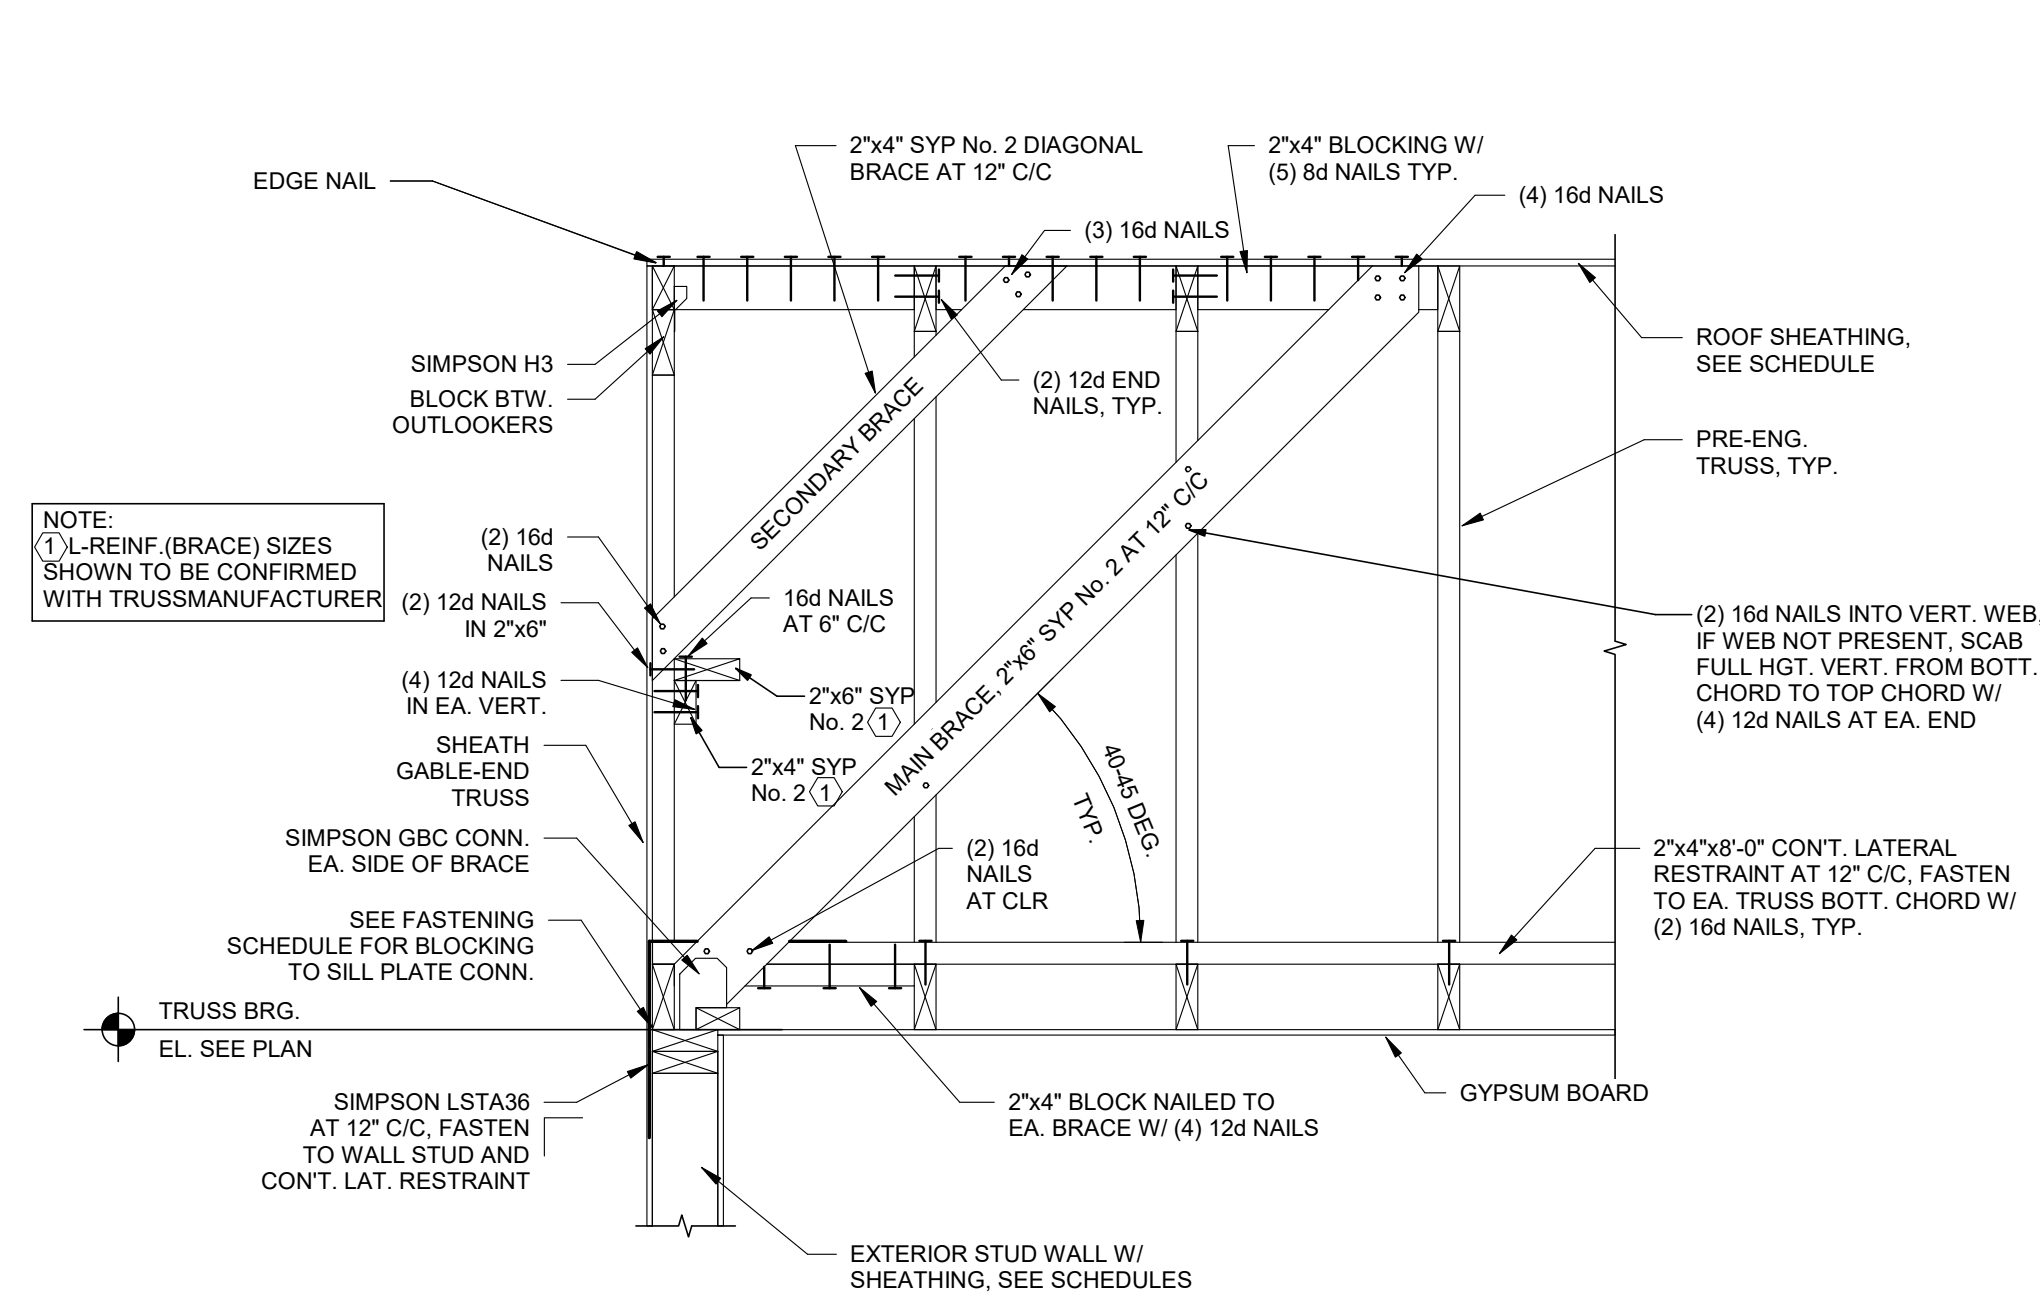 2"x4" SYP No. 2 DIAGONAL
BRACE AT 12" C/C
2"x4" BLOCKING W/
(5) 8d NAILS TYP.
EDGE NAIL
(4) 16d NAILS
(3) 16d NAILS
SIMPSON H3
BLOCK BTW.
OUTLOOKERS
(2) 12d END
NAILS, TYP.
ROOF SHEATHING,
SEE SCHEDULE
PRE-ENG.
TRUSS, TYP.
SECONDARY BRACE
MAIN BRACE, 2"x6" SYP No. 2 AT 12" C/C
NOTE:
1 L-REINF.(BRACE) SIZES
SHOWN TO BE CONFIRMED
WITH TRUSSMANUFACTURER
(2) 16d
NAILS
(2) 12d NAILS
IN 2"x6"
16d NAILS
AT 6" C/C
(4) 12d NAILS
IN EA. VERT.
2"x6" SYP
No. 2 1
2"x4" SYP
No. 2 1
(2) 16d NAILS INTO VERT. WEB,
IF WEB NOT PRESENT, SCAB
FULL HGT. VERT. FROM BOTT.
CHORD TO TOP CHORD W/
(4) 12d NAILS AT EA. END
SHEATH
GABLE-END
TRUSS
40-45 DEG.
TYP.
SIMPSON GBC CONN.
EA. SIDE OF BRACE
(2) 16d
NAILS
AT CLR
2"x4"x8'-0" CON'T. LATERAL
RESTRAINT AT 12" C/C, FASTEN
TO EA. TRUSS BOTT. CHORD W/
(2) 16d NAILS, TYP.
SEE FASTENING
SCHEDULE FOR BLOCKING
TO SILL PLATE CONN.
TRUSS BRG.
EL. SEE PLAN
SIMPSON LSTA36
AT 12" C/C, FASTEN
TO WALL STUD AND
CON'T. LAT. RESTRAINT
2"x4" BLOCK NAILED TO
EA. BRACE W/ (4) 12d NAILS
GYPSUM BOARD
EXTERIOR STUD WALL W/
SHEATHING, SEE SCHEDULES